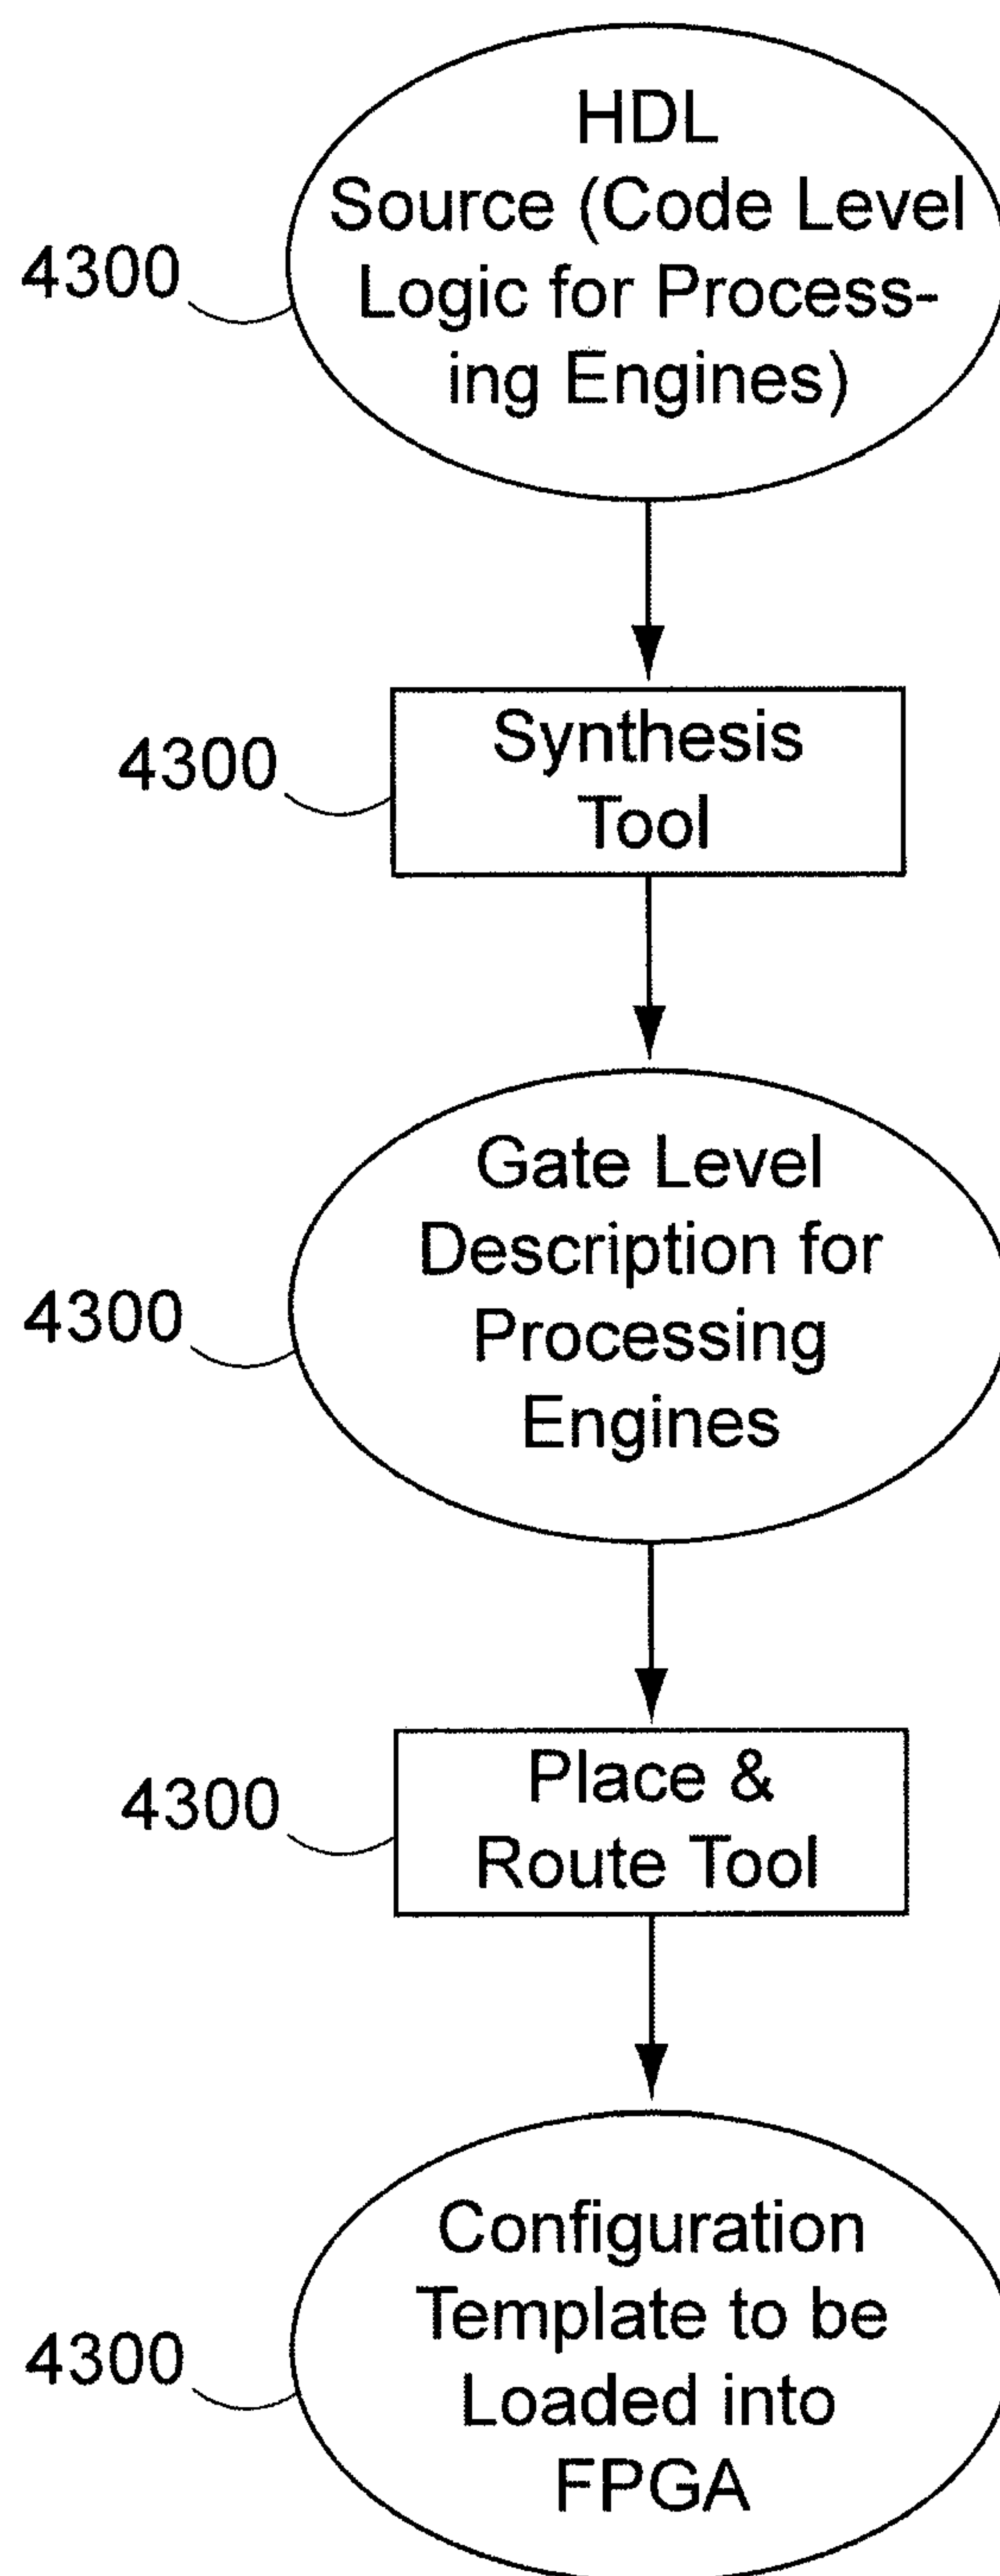 HDL
Source (Code Level
4300
Logic for Process-
ing Engines)
4300
Synthesis
Tool
Gate Level
Description for
4300
Processing
Engines
4300
Place &
Route Tool
Configuration
Template to be
4300
Loaded into
FPGA